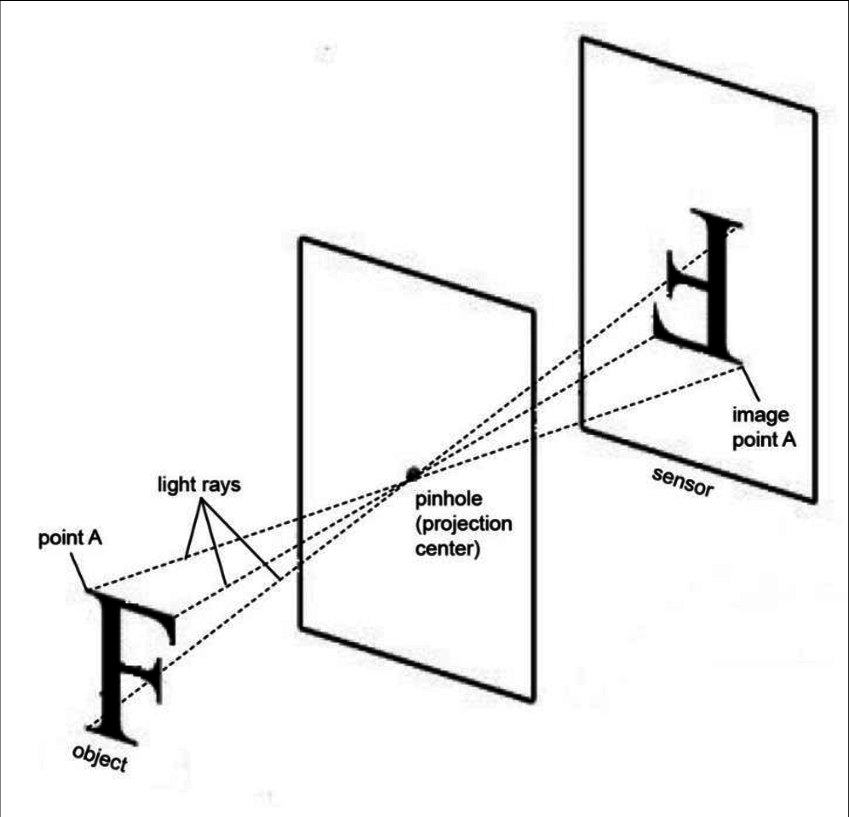 image
point A
sensor
light rays
pinhole
(projection
center)
point A
F
F
object